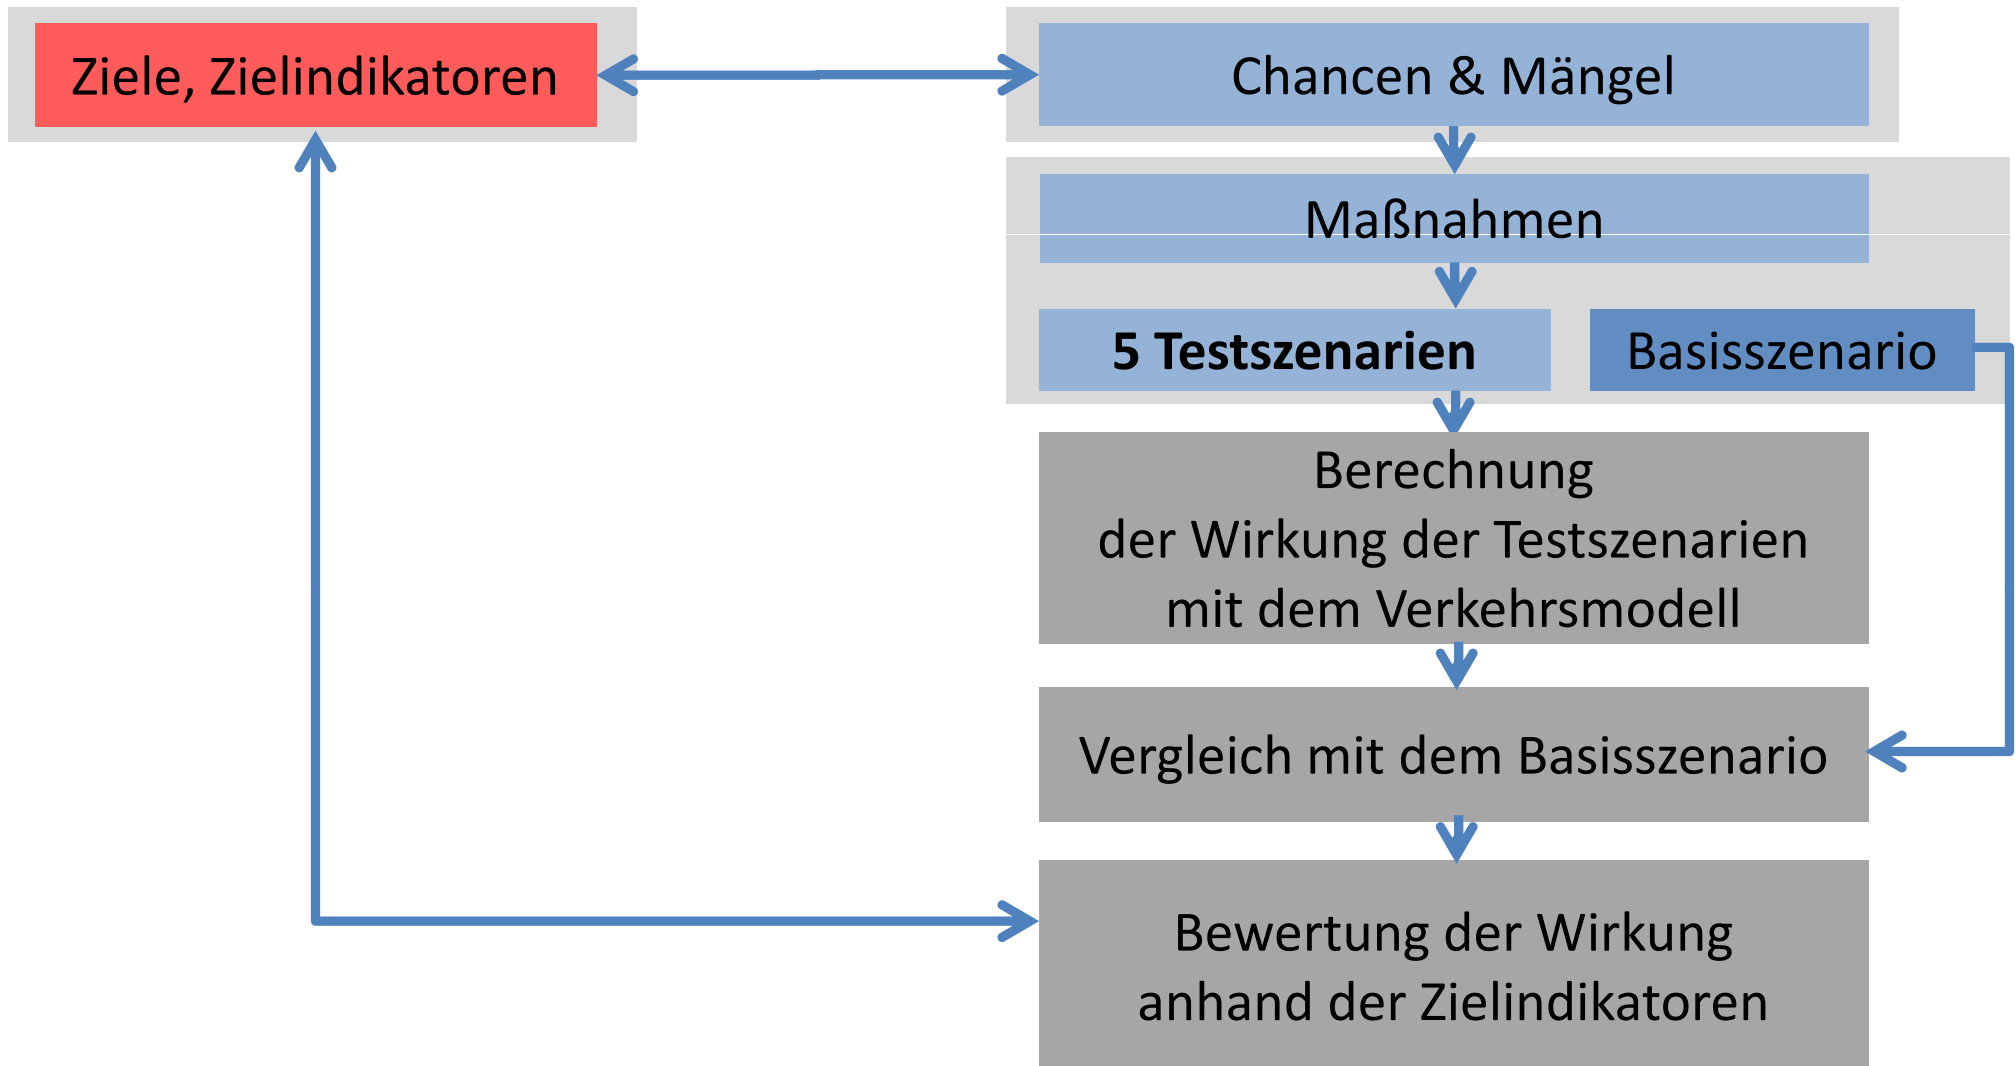 Ziele, Zielindikatoren
Chancen & Mängel
Maßnahmen
5 Testszenarien
Basisszenario
Berechnung
der Wirkung der Testszenarien
mit dem Verkehrsmodell
Vergleich mit dem Basisszenario
Bewertung der Wirkung
anhand der Zielindikatoren